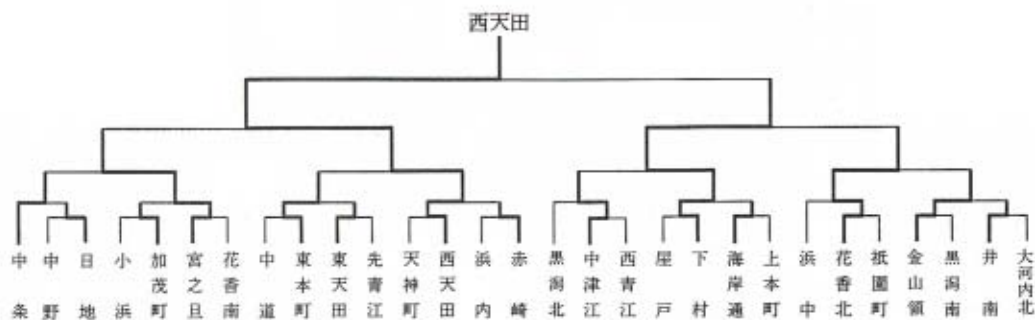 西天田
中条
中野
日地
小浜
加茂町
宮之旦
花香南
中道
東本町
東天田
先青江
天神町
西天田
浜内
赤崎
黒潟北
中津江
西青江
屋戸
下村
海岸通
上本町
浜中
花香北
祇園町
金山領
黒潟南
井南
大河内北